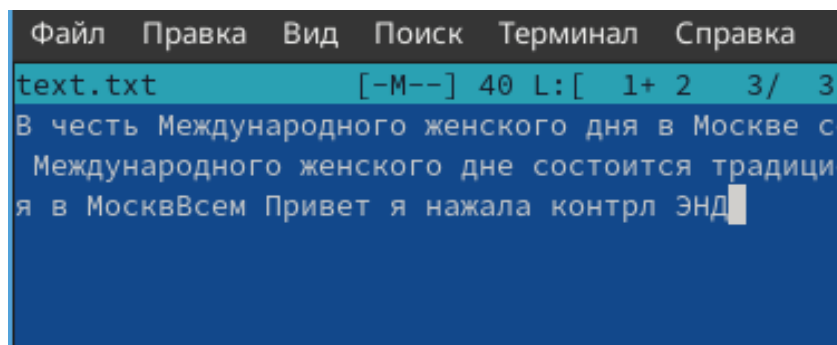 Файл Правка Вид Поиск Терминал Справка
text.txt [-M--] 40 L:[ 1+ 2 3/ 3
В честь Международного женского дня в Москве с
Международного женского дне состоится традици
я в МосквВсем Привет я нажала контрл ЭНД